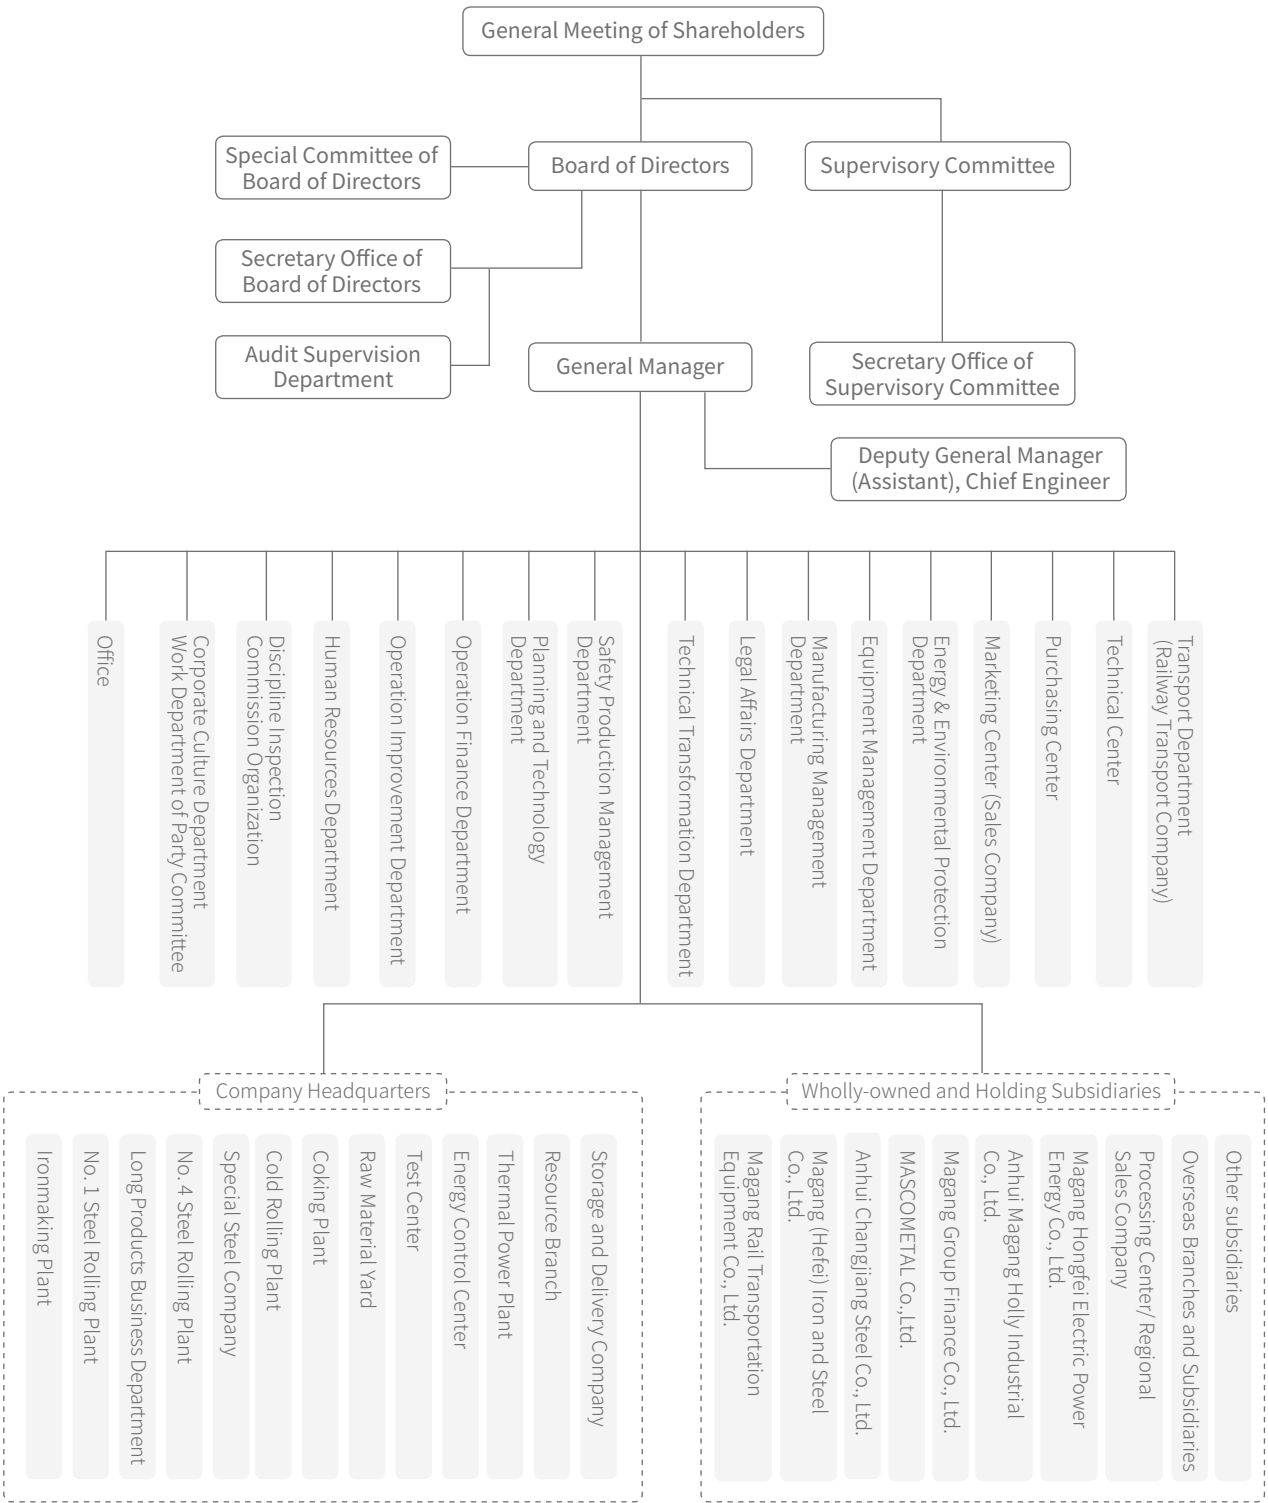 General Meeting of Shareholders
Special Committee of
Board of Directors
Board of Directors
Supervisory Committee
Secretary Office of
Board of Directors
Audit Supervision
Department
General Manager
Secretary Office of
Supervisory Committee
Deputy General Manager
(Assistant), Chief Engineer
Office
Corporate Culture Department
Work Department of Party Committee
Discipline Inspection
Commission Organization
Human Resources Department
Operation Improvement Department
Operation Finance Department
Planning and Technology
Department
Safety Production Management
Department
Technical Transformation Department
Legal Affairs Department
Manufacturing Management
Department
Equipment Management Department
Energy & Environmental Protection
Department
Marketing Center (Sales Company)
Purchasing Center
Technical Center
Transport Department
(Railway Transport Company)
Company Headquarters
Ironmaking Plant
No. 1 Steel Rolling Plant
Long Products Business Department
No. 4 Steel Rolling Plant
Special Steel Company
Cold Rolling Plant
Coking Plant
Raw Material Yard
Test Center
Energy Control Center
Thermal Power Plant
Resource Branch
Storage and Delivery Company
Wholly-owned and Holding Subsidiaries
Magang Rail Transportation
Equipment Co., Ltd.
Magang (Hefei) Iron and Steel
Co., Ltd.
Anhui Changjiang Steel Co., Ltd.
MASCOMETAL Co.,Ltd.
Magang Group Finance Co., Ltd.
Anhui Magang Holly Industrial
Co., Ltd.
Magang Hongfei Electric Power
Energy Co., Ltd.
Processing Center/ Regional
Sales Company
Overseas Branches and Subsidiaries
Other subsidiaries